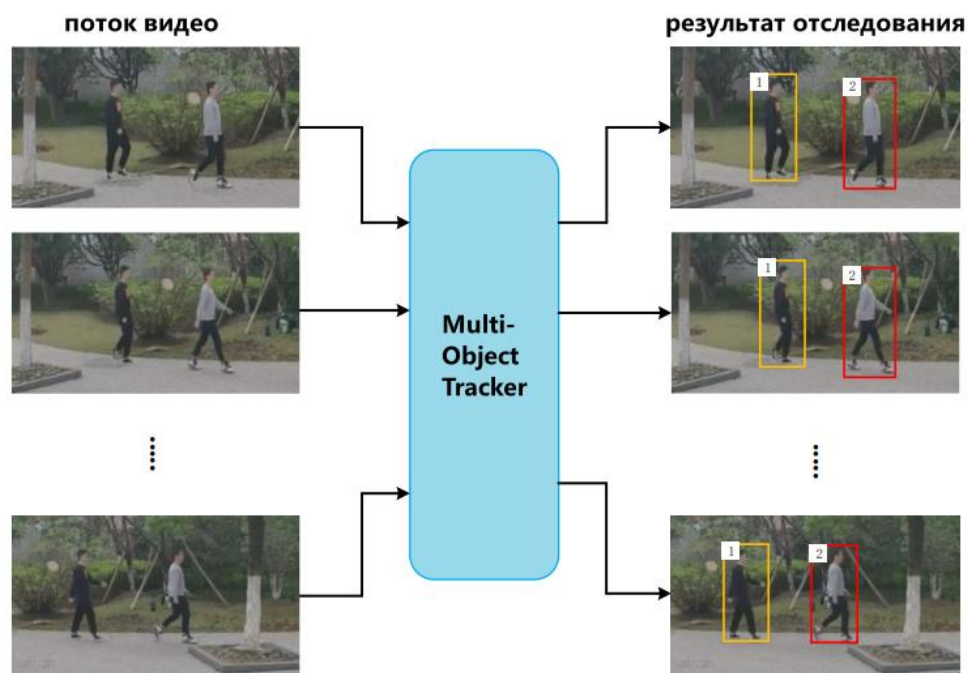 поток видео
результат отследования
1
2
1
2
Multi-
Object
Tracker
1
2